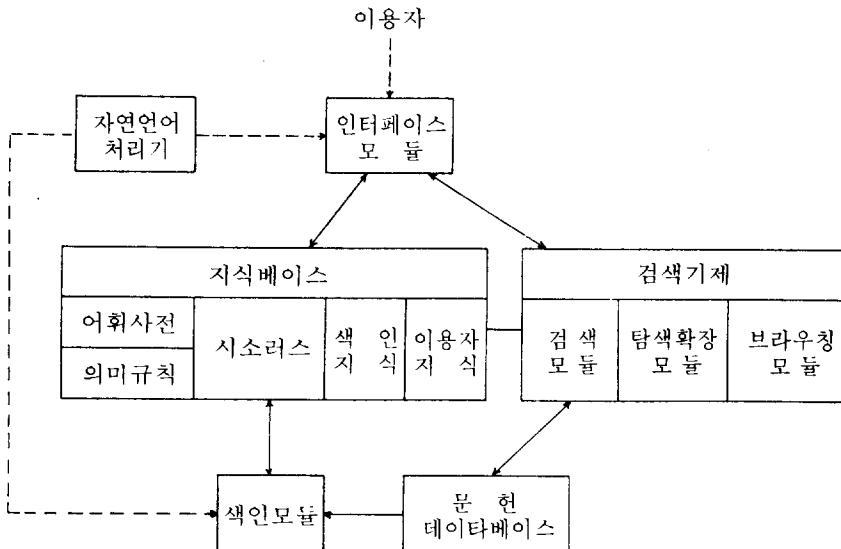 이용자
자연언어
처리기
인터페이스
모 듈
지식베이스
검색기제
어휘사전
의미규칙
시소러스
색 인
지 식
이용자
지 식
검 색
모 듈
탐색확장
모 듈
브라우칭
모 듈
색인모듈
문 헌
데이타베이스